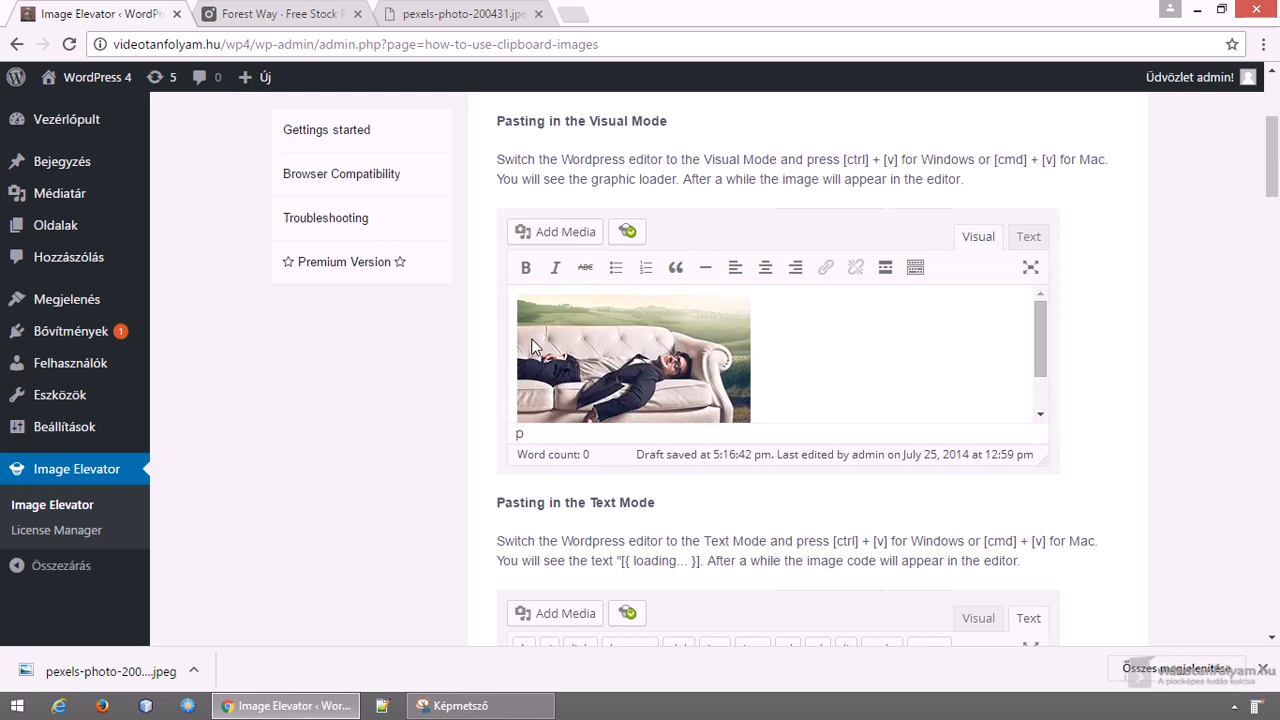 Image Elevator ‹ WordPr
Forest Way - Free Stock P
pexels-photo-200431.jpe
videotanfolyam.hu/wp4/wp-admin/admin.php?page=how-to-use-clipboard-images
WordPress 4
5
0
Új
Üdvözlet admin!
Vezérlőpult
Bejegyzés
Médiatár
Oldalak
Hozzászólás
Megjelenés
Bővítmények 1
Felhasználók
Eszközök
Beállítások
Image Elevator
Image Elevator
License Manager
Összezárás
Gettings started
Browser Compatibility
Troubleshooting
☆ Premium Version ☆
Pasting in the Visual Mode
Switch the Wordpress editor to the Visual Mode and press [ctrl] + [v] for Windows or [cmd] + [v] for Mac.
You will see the graphic loader. After a while the image will appear in the editor.
Add Media
Visual
Text
B I ABC
p
Word count: 0
Draft saved at 5:16:42 pm. Last edited by admin on July 25, 2014 at 12:59 pm
Pasting in the Text Mode
Switch the Wordpress editor to the Text Mode and press [ctrl] + [v] for Windows or [cmd] + [v] for Mac.
You will see the text "[{ loading... }]. After a while the image code will appear in the editor.
Add Media
Visual
Text
pexels-photo-200....jpeg
Összes megjelenítése
videotanfolyam.hu
A piacképes tudás kulcsa
Image Elevator ‹ Wor...
Képmetsző